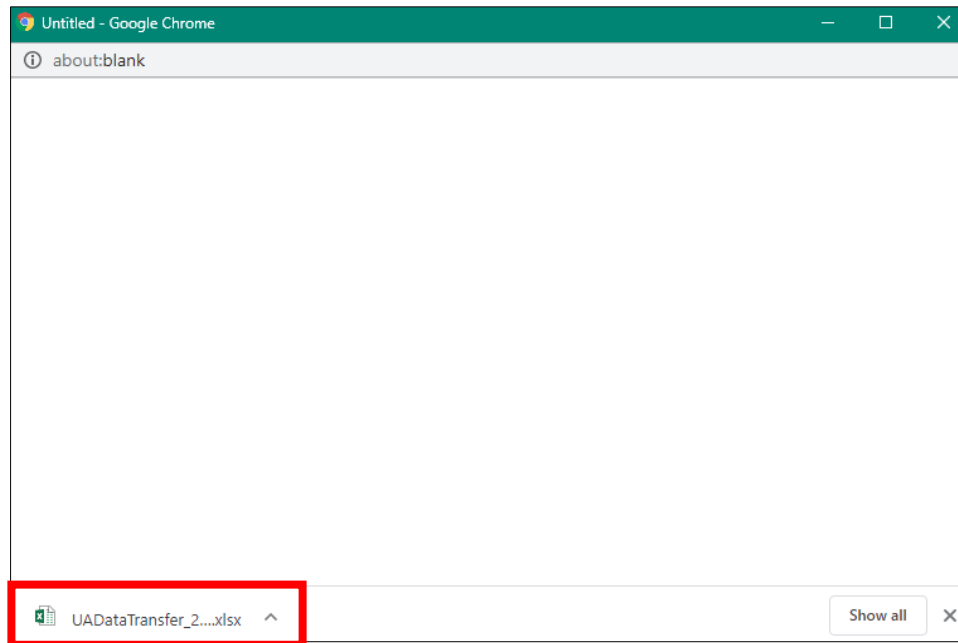 Untitled - Google Chrome
about:blank
UADataTransfer_2....xlsx
Show all